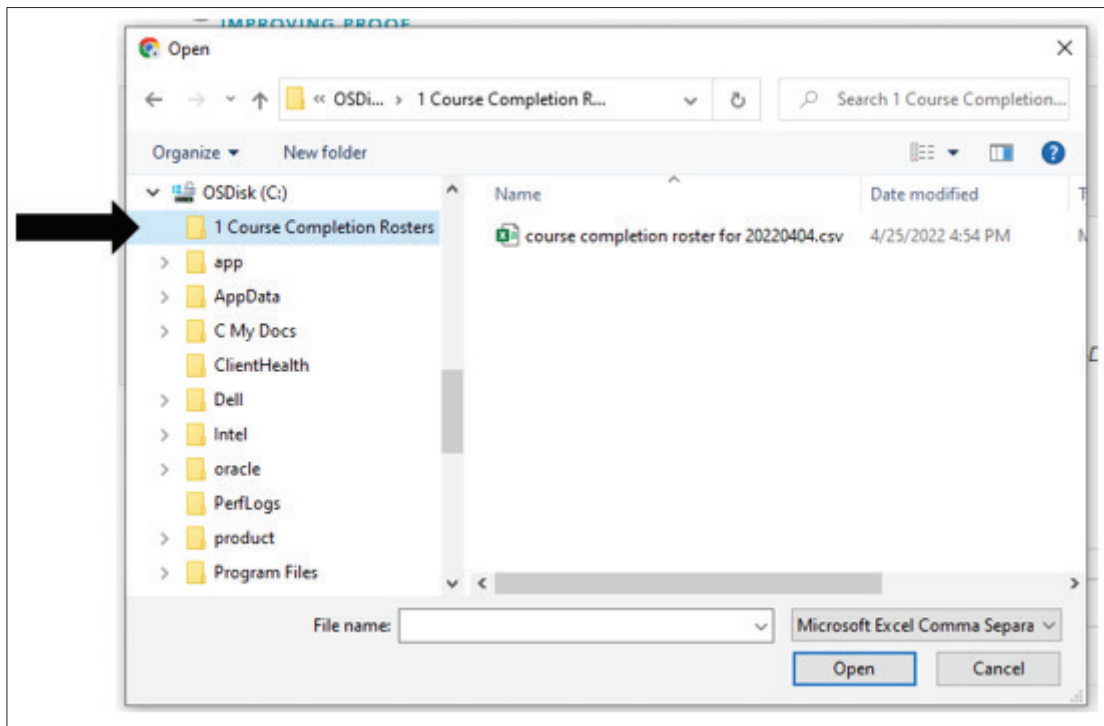 IMPROVING PROOF
Open
« OSDi... › 1 Course Completion R...
Search 1 Course Completion...
Organize
New folder
OSDisk (C:)
Name
Date modified
1 Course Completion Rosters
course completion roster for 20220404.csv
4/25/2022 4:54 PM
app
AppData
C My Docs
ClientHealth
Dell
Intel
oracle
PerfLogs
product
Program Files
File name:
Microsoft Excel Comma Separa
Open
Cancel